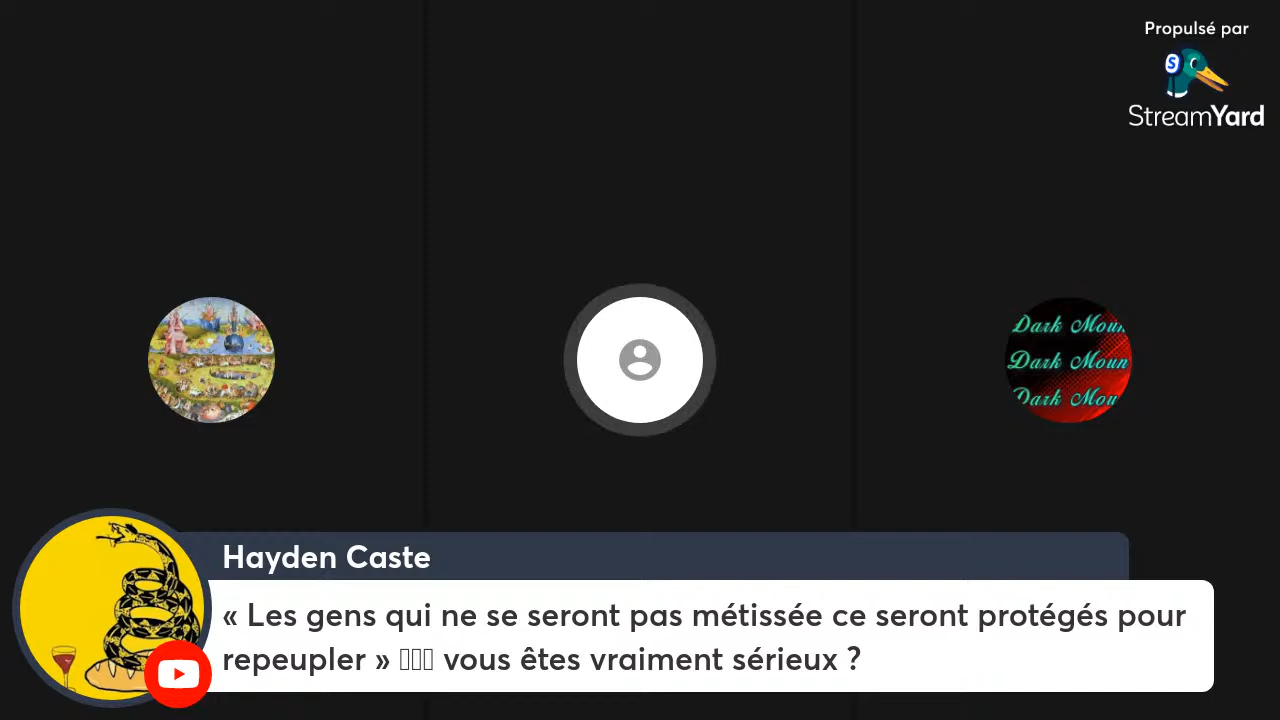 Propulsé par
StreamYard
Dark Moun
Dark Moun
Dark Mou
Hayden Caste
« Les gens qui ne se seront pas métissée ce seront protégés pour
repeupler » vous êtes vraiment sérieux ?